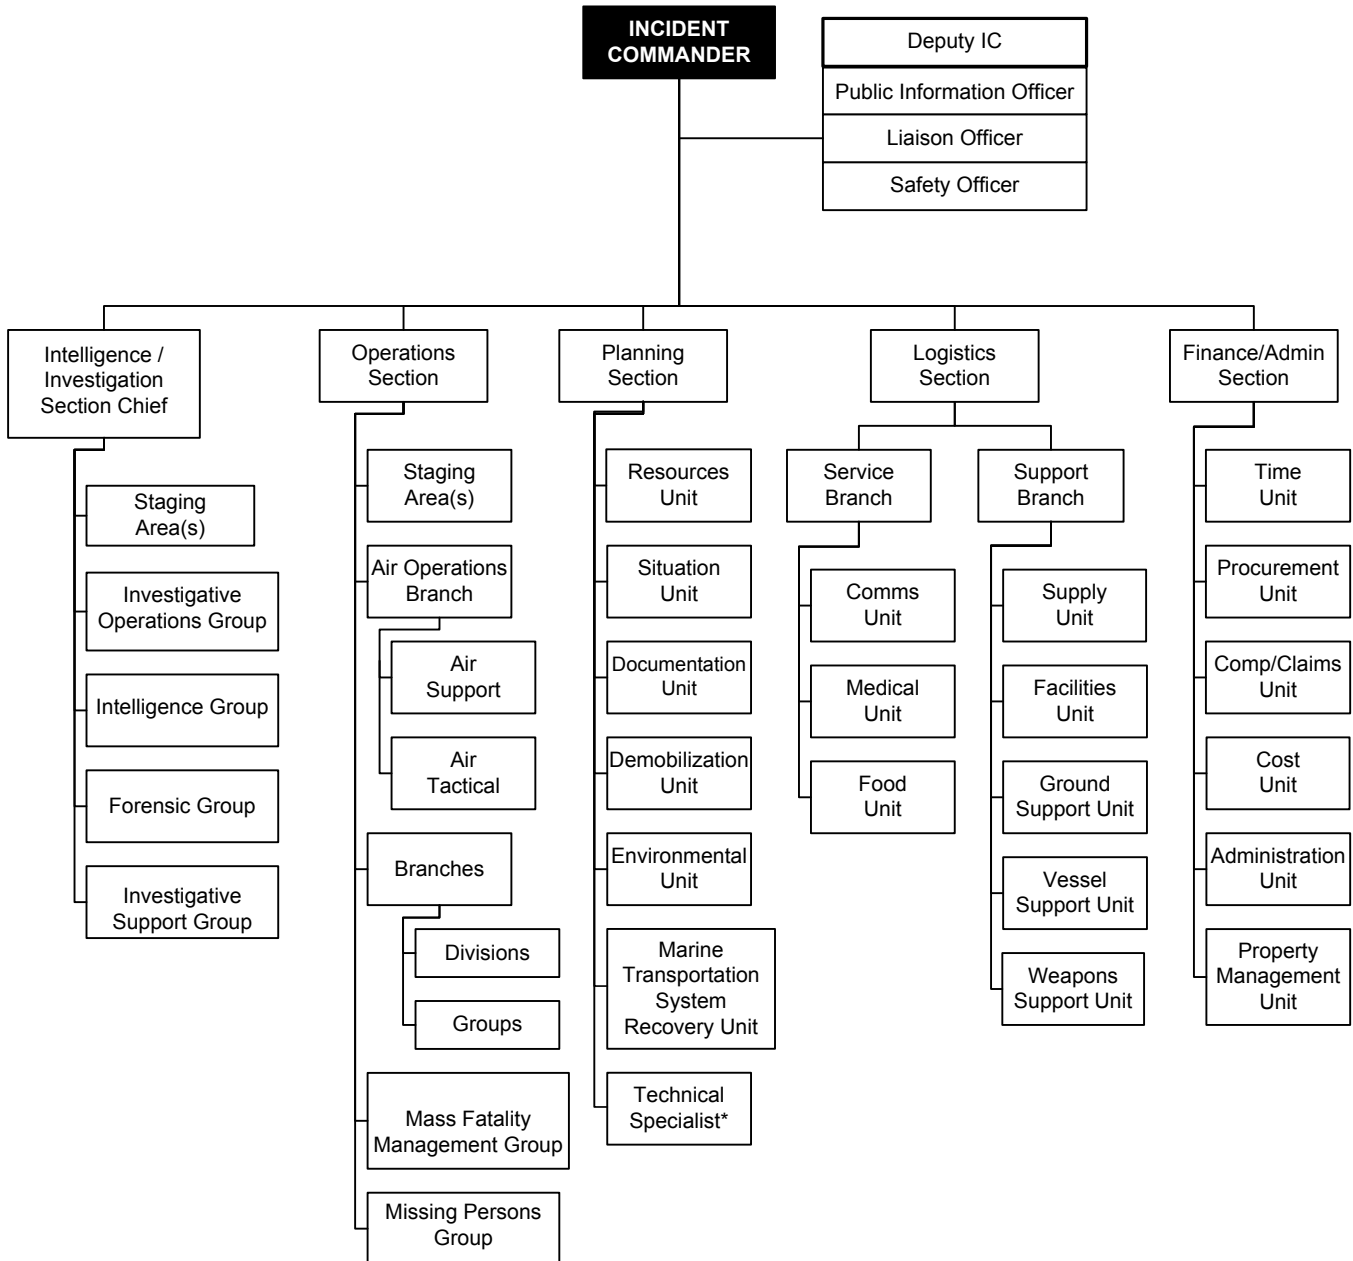 INCIDENT
COMMANDER
Deputy IC
Public Information Officer
Liaison Officer
Safety Officer
Intelligence /
Investigation
Section Chief
Staging
Area(s)
Investigative
Operations Group
Intelligence Group
Forensic Group
Investigative
Support Group
Operations
Section
Staging
Area(s)
Air Operations
Branch
Air
Support
Air
Tactical
Branches
Divisions
Groups
Mass Fatality
Management Group
Missing Persons
Group
Planning
Section
Resources
Unit
Situation
Unit
Documentation
Unit
Demobilization
Unit
Environmental
Unit
Marine
Transportation
System
Recovery Unit
Technical
Specialist*
Logistics
Section
Service
Branch
Comms
Unit
Medical
Unit
Food
Unit
Support
Branch
Supply
Unit
Facilities
Unit
Ground
Support Unit
Vessel
Support Unit
Weapons
Support Unit
Finance/Admin
Section
Time
Unit
Procurement
Unit
Comp/Claims
Unit
Cost
Unit
Administration
Unit
Property
Management
Unit